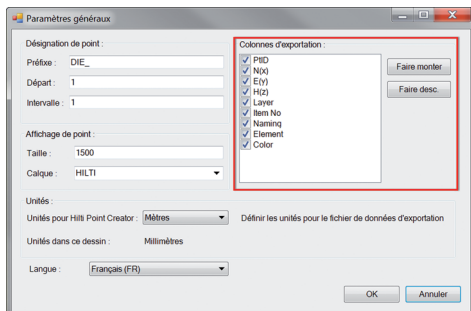 Paramètres généraux
Désignation de point :
Préfixe : DIE_
Départ : 1
Intervalle : 1
Affichage de point :
Taille : 1500
Calque : HILTI
Colonnes d'exportation :
PtID
N(x)
E(y)
H(z)
Layer
Item No
Naming
Element
Color
Faire monter
Faire desc.
Unités :
Unités pour Hilti Point Creator : Mètres
Définir les unités pour le fichier de données d'exportation
Unités dans ce dessin : Millimètres
Langue : Français (FR)
OK
Annuler